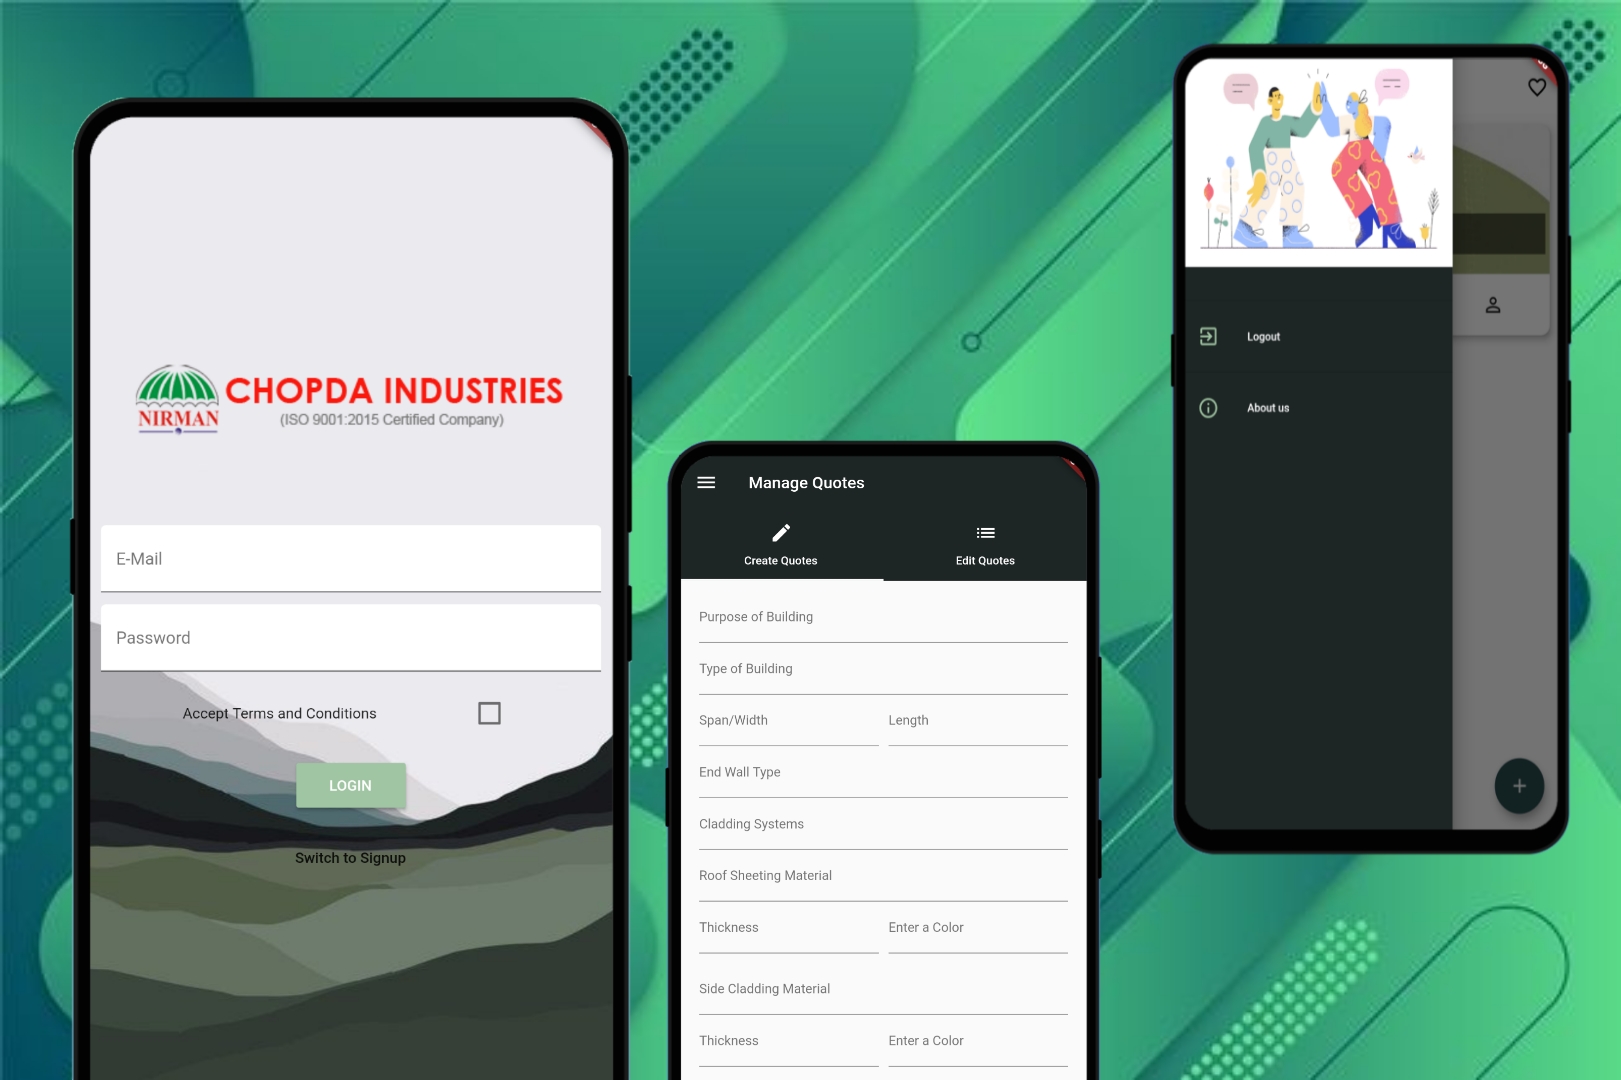 NIRMAN
CHOPDA INDUSTRIES
(ISO 9001:2015 Certified Company)
E-Mail
Password
Accept Terms and Conditions
LOGIN
Switch to Signup
Manage Quotes
Create Quotes
Edit Quotes
Purpose of Building
Type of Building
Span/Width
Length
End Wall Type
Cladding Systems
Roof Sheeting Material
Thickness
Enter a Color
Side Cladding Material
Thickness
Enter a Color
Logout
About us